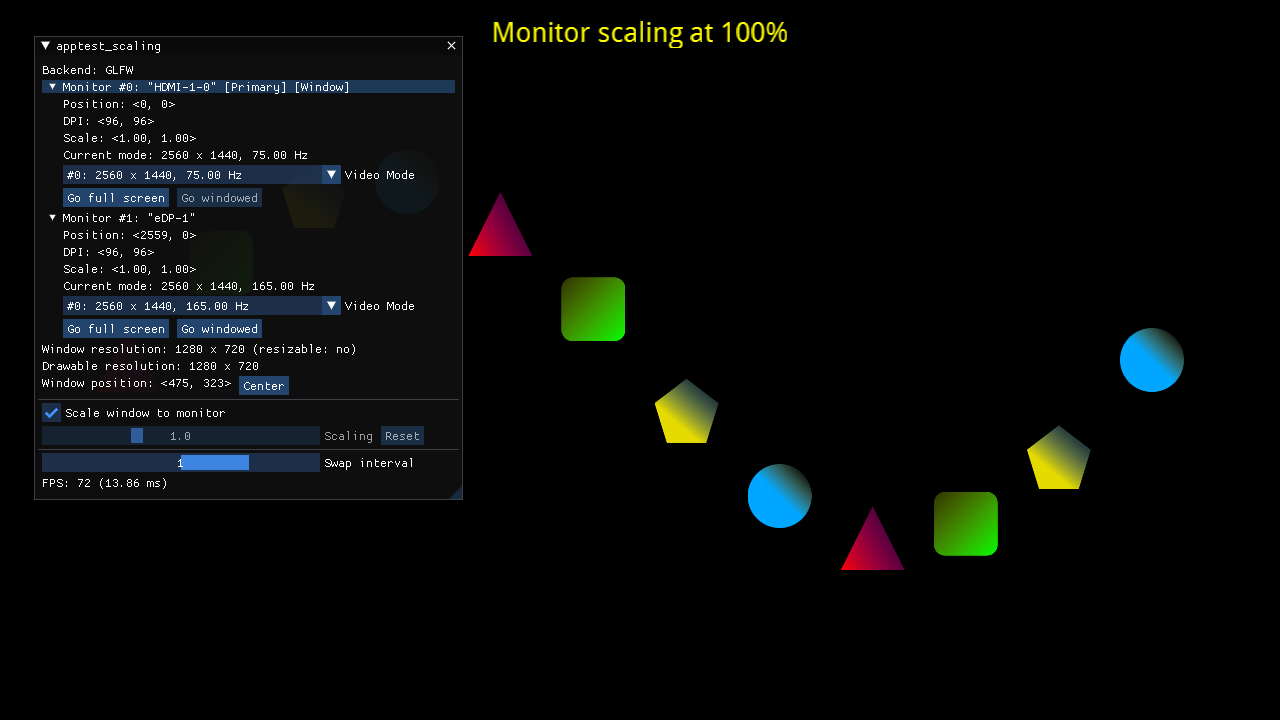 Monitor scaling at 100%
apptest_scaling
Backend: GLFW
Monitor #0: "HDMI-1-0" [Primary] [Window]
Position: <0, 0>
DPI: <96, 96>
Scale: <1.00, 1.00>
Current mode: 2560 x 1440, 75.00 Hz
#0: 2560 x 1440, 75.00 Hz Video Mode
Go full screen Go windowed
Monitor #1: "eDP-1"
Position: <2559, 0>
DPI: <96, 96>
Scale: <1.00, 1.00>
Current mode: 2560 x 1440, 165.00 Hz
#0: 2560 x 1440, 165.00 Hz Video Mode
Go full screen Go windowed
Window resolution: 1280 x 720 (resizable: no)
Drawable resolution: 1280 x 720
Window position: <475, 323> Center
Scale window to monitor
1.0 Scaling Reset
1 Swap interval
FPS: 72 (13.86 ms)